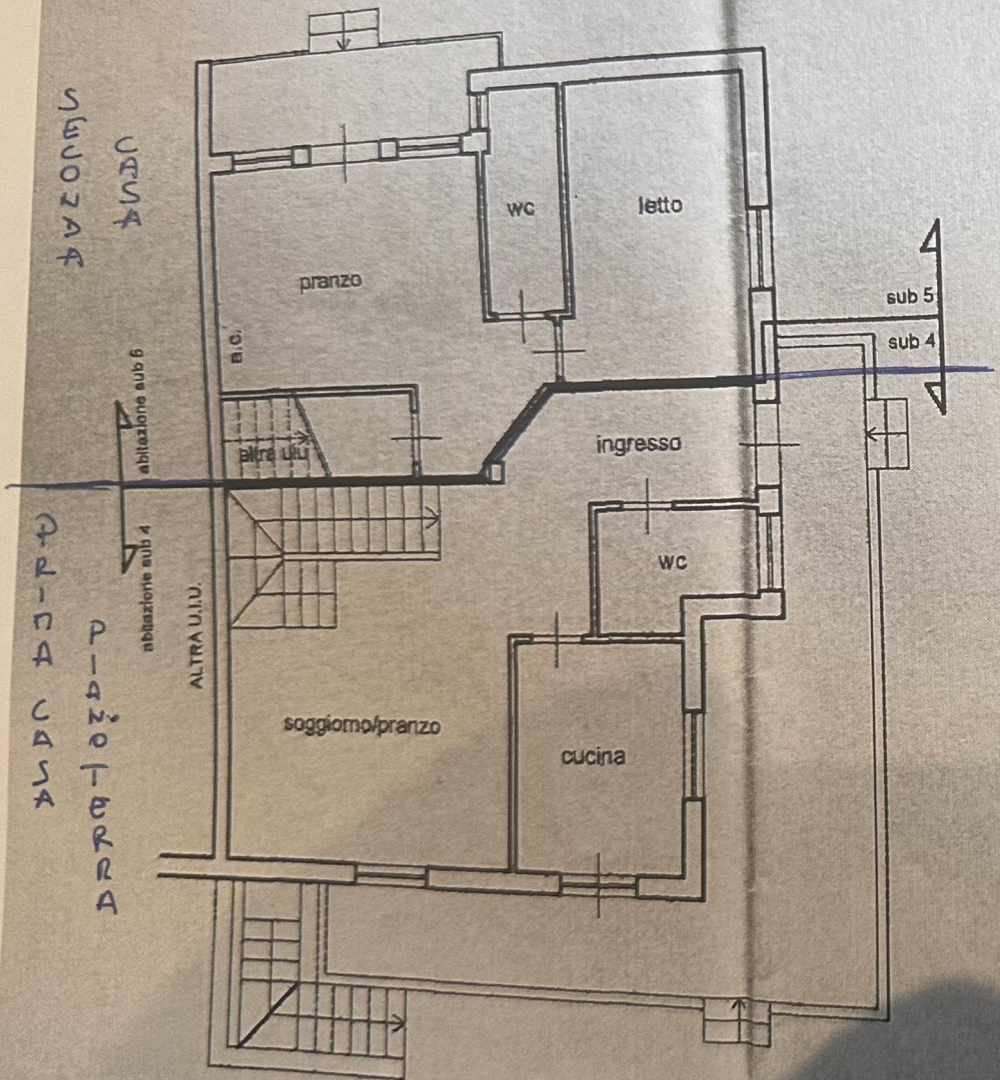 SECONDA
CASA
wc
letto
pranzo
a.c.
sub 5
sub 4
abitazione sub 5
abitazione sub 4
altra uiu
ingresso
wc
ALTRA U.I.U.
PRIMA CASA
PIANO TERRA
soggiorno/pranzo
cucina